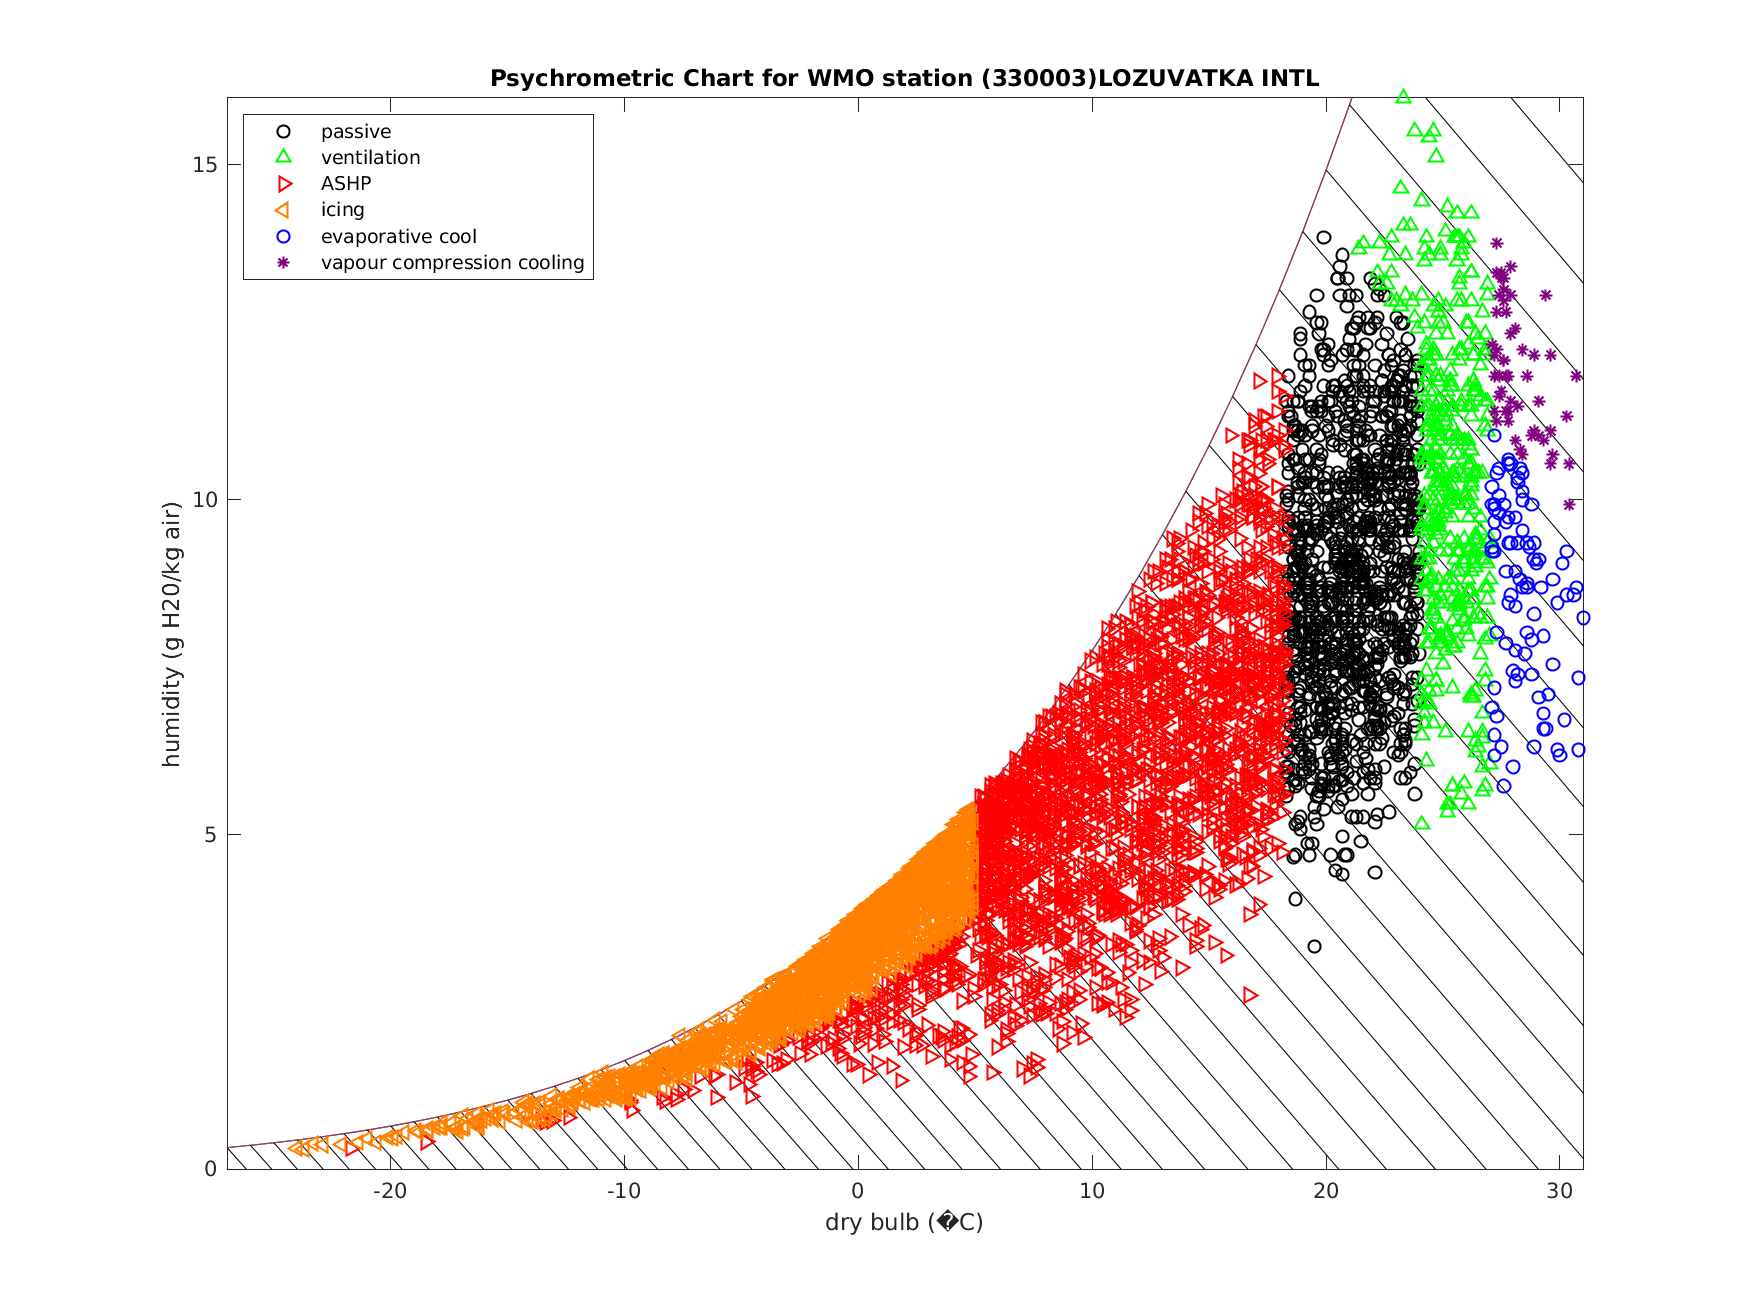 Psychrometric Chart for WMO station (330003)LOZUVATKA INTL
passive
ventilation
ASHP
icing
evaporative cool
vapour compression cooling
15
10
5
0
humidity (g H20/kg air)
-20 -10 0 10 20 30
dry bulb (�C)